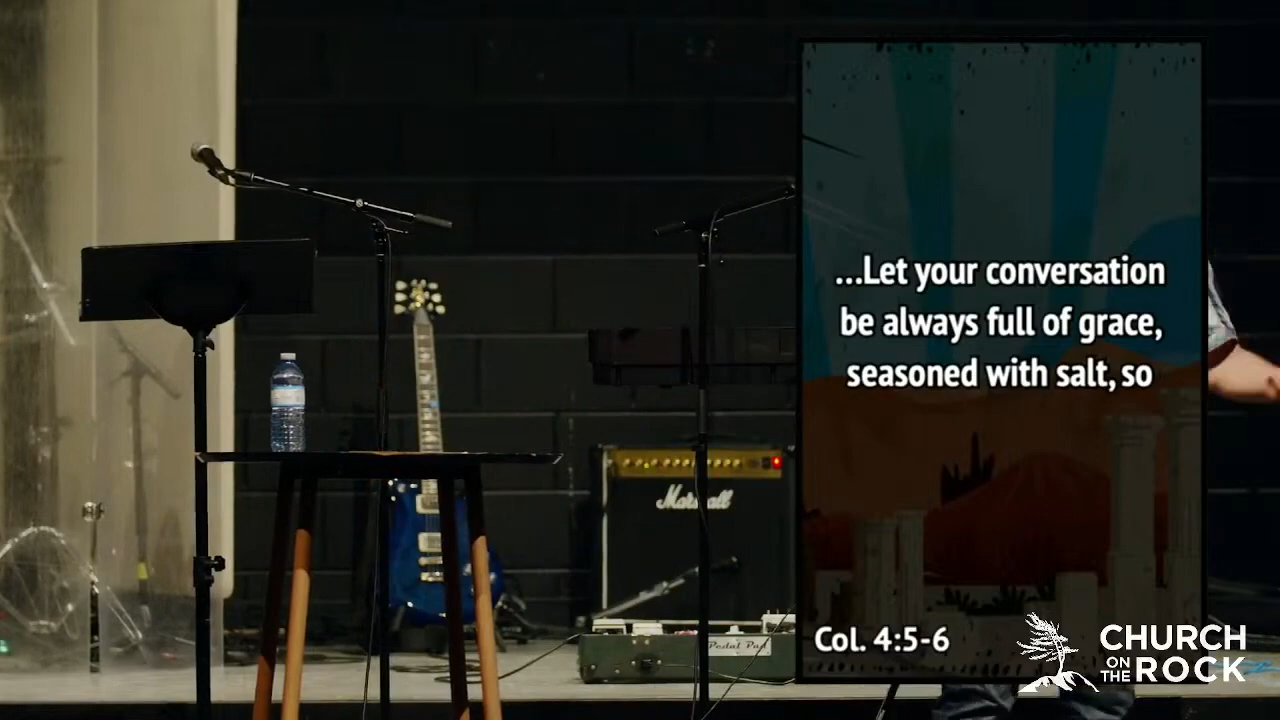 ...Let your conversation
be always full of grace,
seasoned with salt, so
Col. 4:5-6
CHURCH
ON THE ROCK
Marshall
Pedal Pad